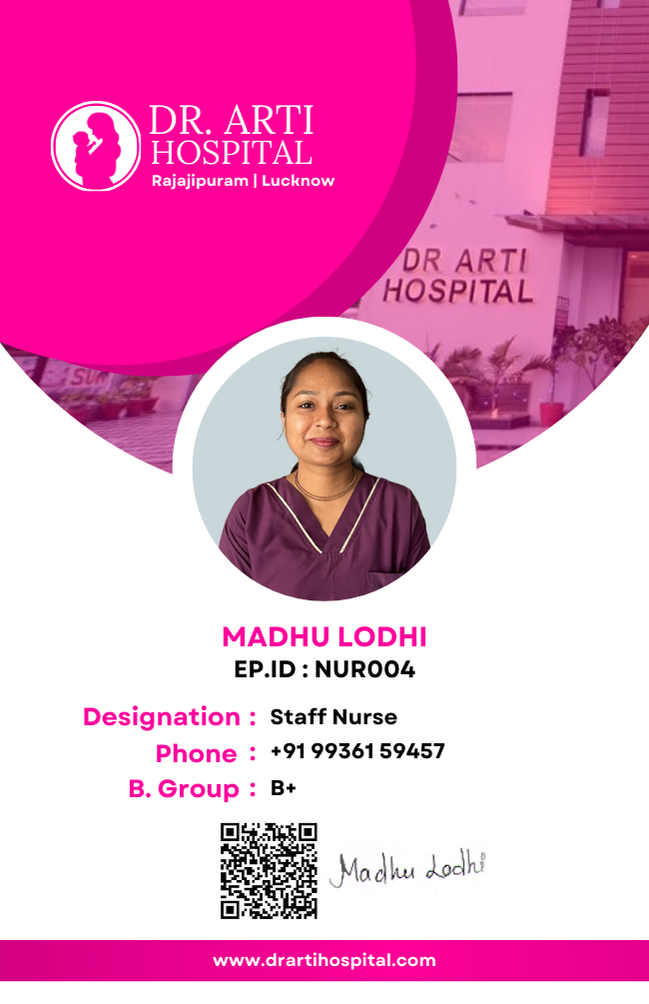 DR. ARTI
HOSPITAL
Rajajipuram | Lucknow
DR ARTI
HOSPITAL
SUR
MADHU LODHI
EP.ID : NUR004
Designation : Staff Nurse
Phone : +91 99361 59457
B. Group : B+
Madhu Lodhi
www.drartihospital.com